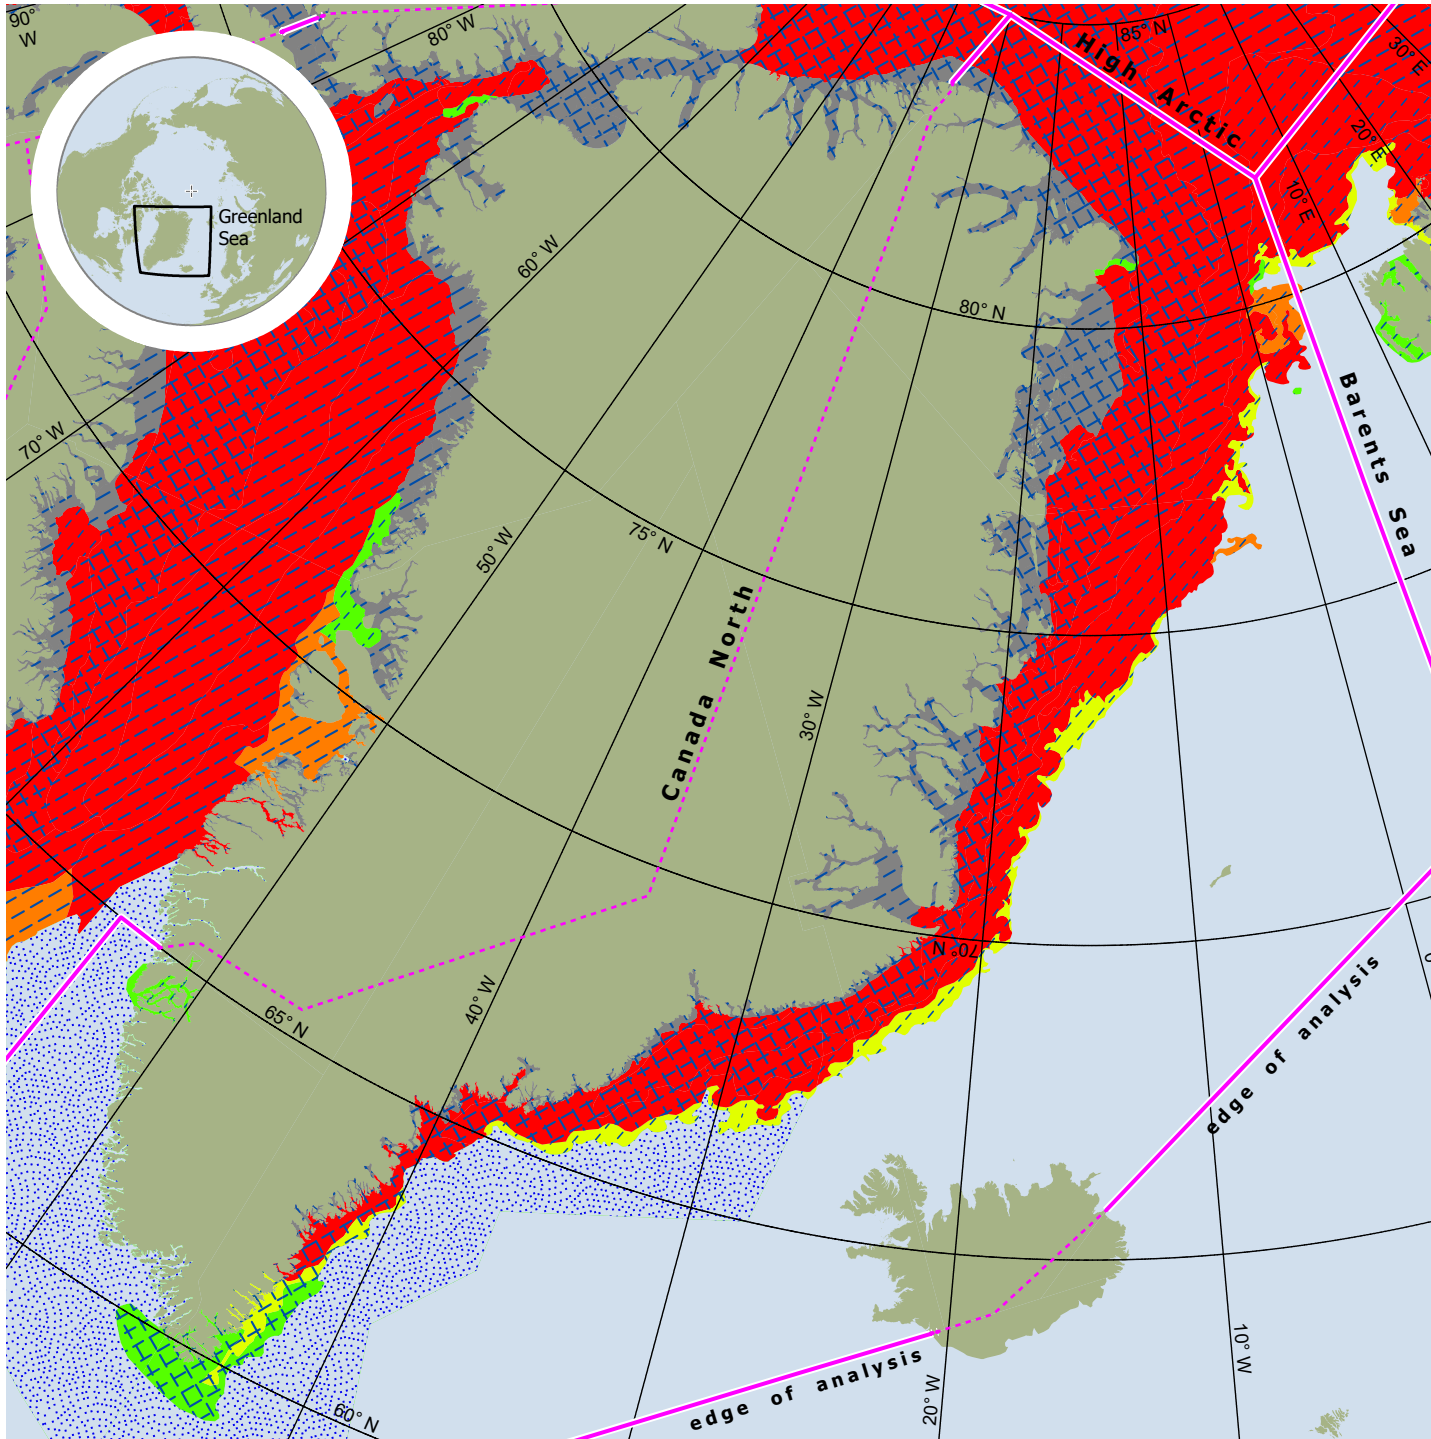 90°
W
80° W
85° N
30° E
High Arctic
20° E
10° E
Greenland
Sea
60° W
80° N
70° W
Barents Sea
50° W
75° N
Canada North
30° W
70° N
0°
40° W
65° N
edge of analysis
10° W
edge of analysis
20° W
60° N